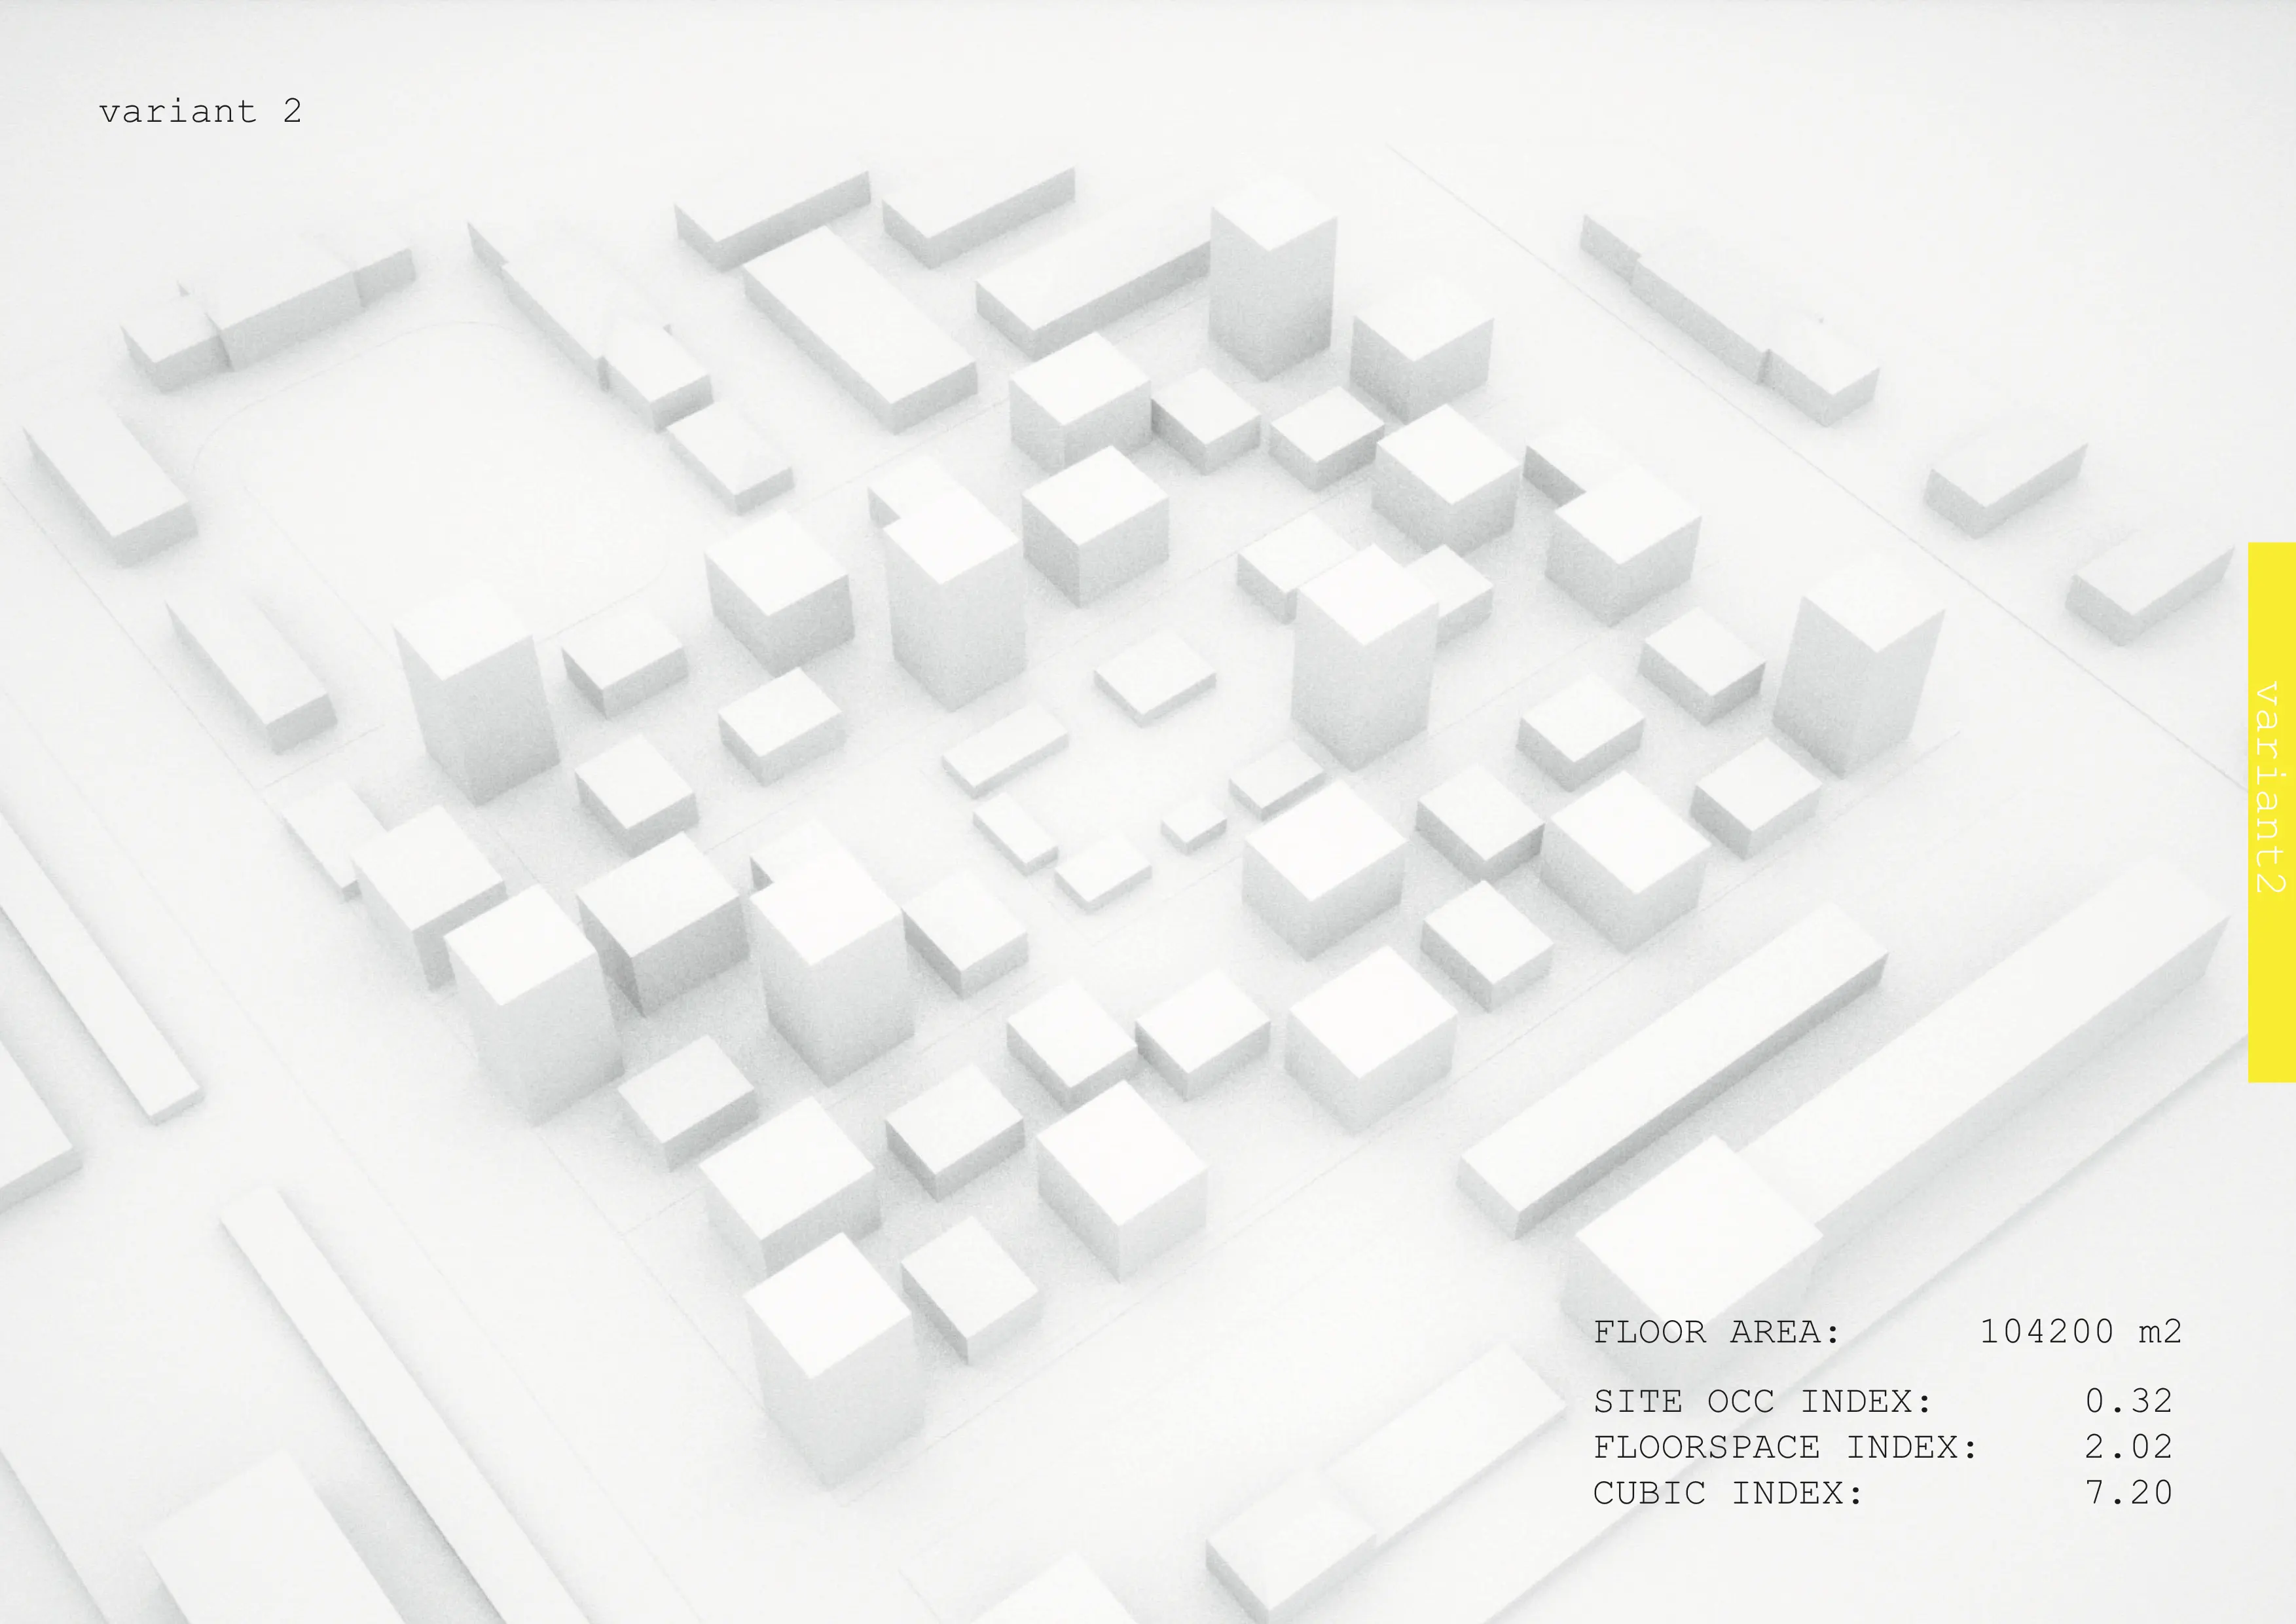 variant 2
variant2
FLOOR AREA: 104200 m2
SITE OCC INDEX: 0.32
FLOORSPACE INDEX: 2.02
CUBIC INDEX: 7.20